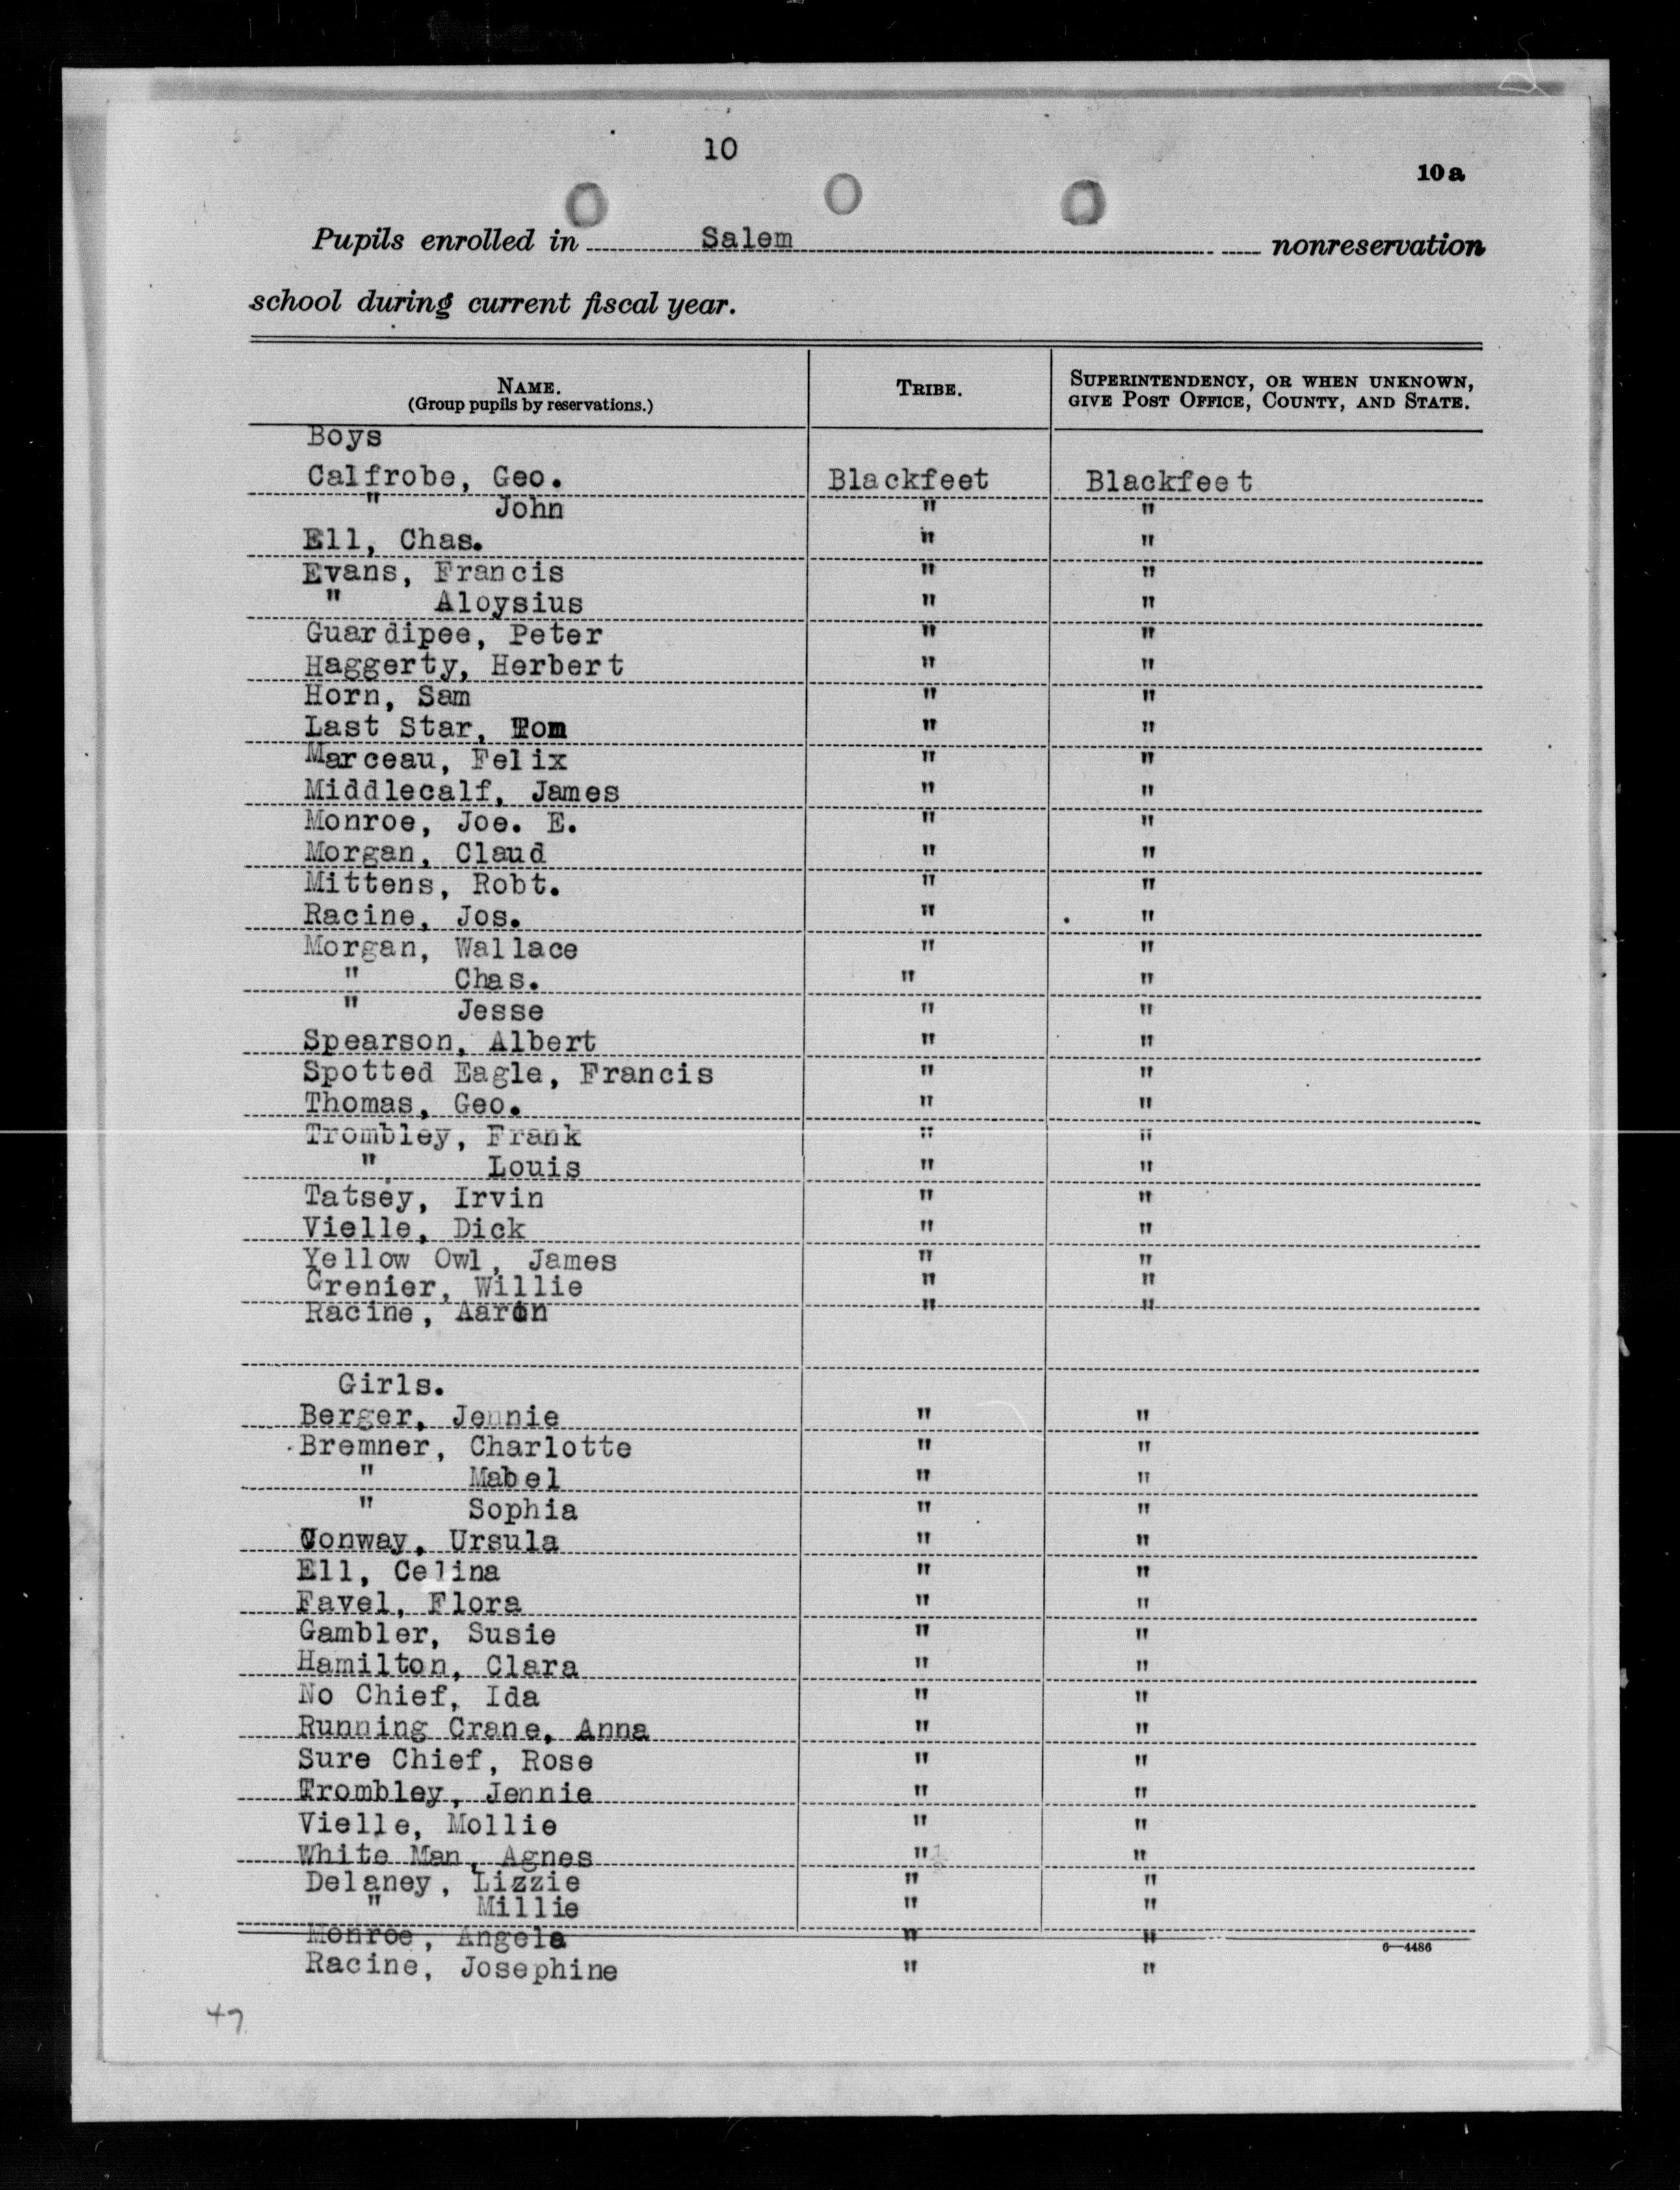 10
10a
Pupils enrolled in Salem nonreservation
school during current fiscal year.
NAME. TRIBE. SUPERINTENDENCY, OR WHEN UNKNOWN,
(Group pupils by reservations.) GIVE POST OFFICE, COUNTY, AND STATE.
Boys
Calfrobe, Geo. Blackfeet Blackfeet
" John " "
Ell, Chas. " "
Evans, Francis " "
" Aloysius " "
Guardipee, Peter " "
Haggerty, Herbert " "
Horn, Sam " "
Last Star, Tom " "
Marceau, Felix " "
Middlecalf, James " "
Monroe, Joe. E. " "
Morgan, Claud " "
Mittens, Robt. " "
Racine, Jos. " "
Morgan, Wallace " "
" Chas. " "
" Jesse " "
Spearson, Albert " "
Spotted Eagle, Francis " "
Thomas, Geo. " "
Trombley, Frank " "
" Louis " "
Tatsey, Irvin " "
Vielle, Dick " "
Yellow Owl, James " "
Grenier, Willie " "
Racine, Aaron " "
Girls.
Berger, Jennie " "
Bremner, Charlotte " "
" Mabel " "
" Sophia " "
Conway, Ursula " "
Ell, Celina " "
Favel, Flora " "
Gambler, Susie " "
Hamilton, Clara " "
No Chief, Ida " "
Running Crane, Anna " "
Sure Chief, Rose " "
Trombley, Jennie " "
Vielle, Mollie " "
White Man, Agnes " "
Delaney, Lizzie " "
" Millie " "
Monroe, Angela " "
6—4486
Racine, Josephine " "
47